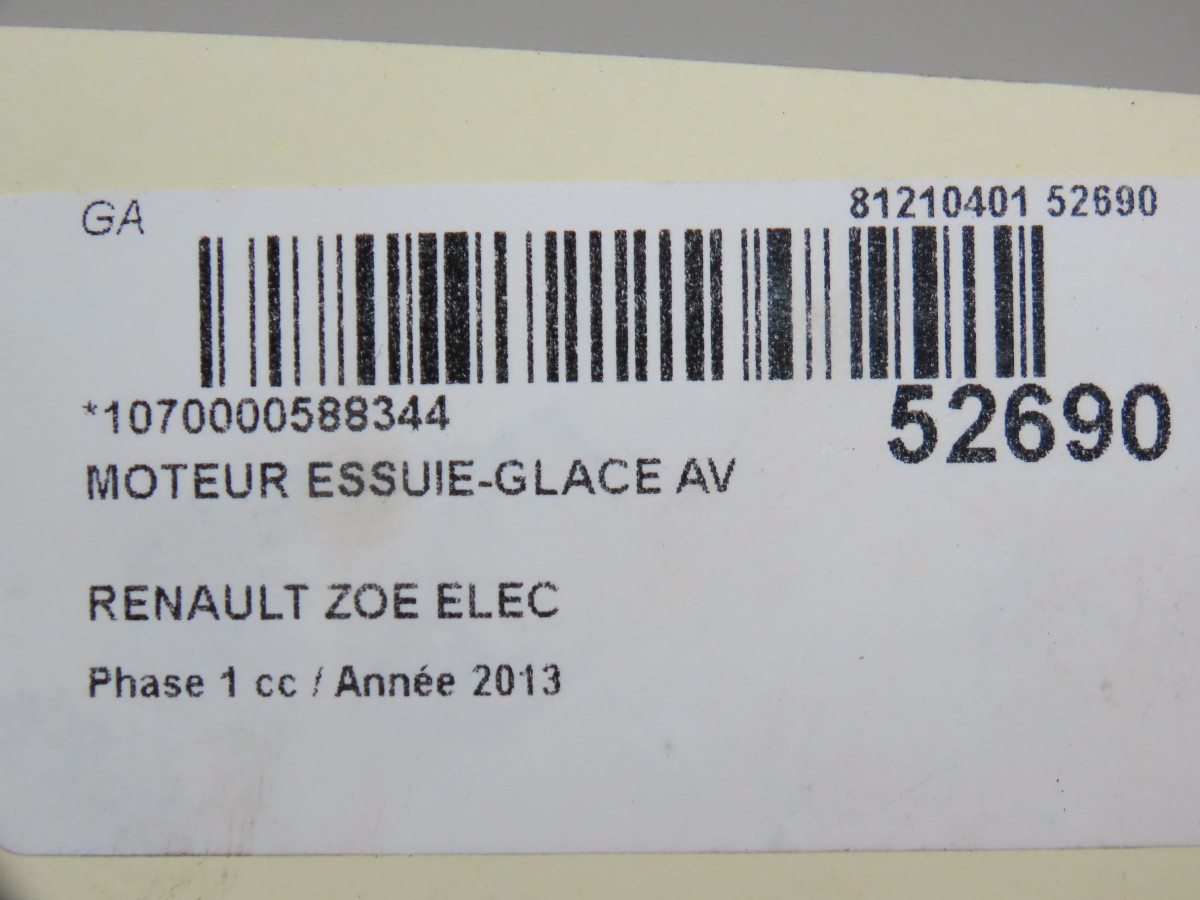 GA
81210401 52690
*1070000588344
52690
MOTEUR ESSUIE-GLACE AV
RENAULT ZOE ELEC
Phase 1 cc / Année 2013